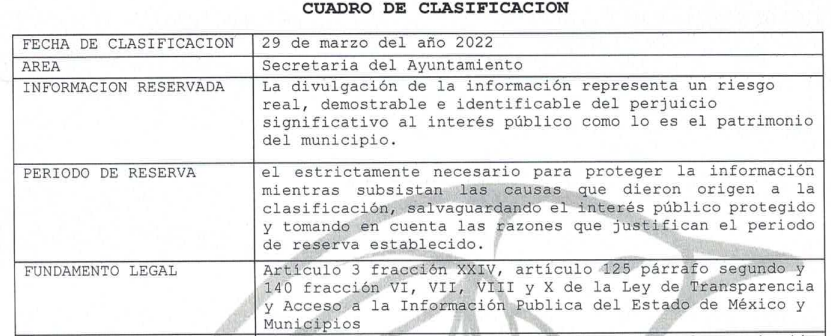 CUADRO DE CLASIFICACION
FECHA DE CLASIFICACION 29 de marzo del año 2022
AREA Secretaria del Ayuntamiento
INFORMACION RESERVADA La divulgación de la información representa un riesgo
real, demostrable e identificable del perjuicio
significativo al interés público como lo es el patrimonio
del municipio.
PERIODO DE RESERVA el estrictamente necesario para proteger la información
mientras subsistan las causas que dieron origen a la
clasificación, salvaguardando el interés público protegido
y tomando en cuenta las razones que justifican el periodo
de reserva establecido.
FUNDAMENTO LEGAL Artículo 3 fracción XXIV, artículo 125 párrafo segundo y
140 fracción VI, VII, VIII y X de la Ley de Transparencia
y Acceso a la Información Publica del Estado de México y
Municipios